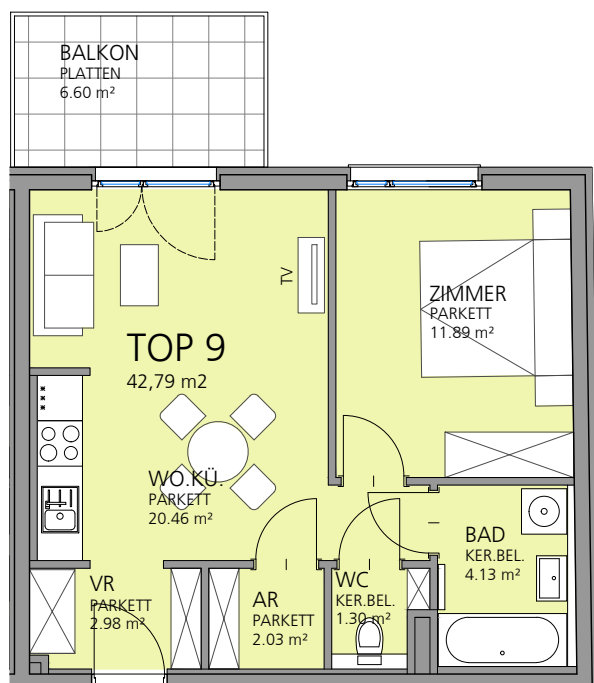 BALKON
PLATTEN
6.60 m²
TV
ZIMMER
PARKETT
11.89 m²
TOP 9
42,79 m2
WO.KÜ.
PARKETT
20.46 m²
BAD
KER.BEL.
4.13 m²
VR
PARKETT
2.98 m²
AR
PARKETT
2.03 m²
WC
KER.BEL.
1.30 m²